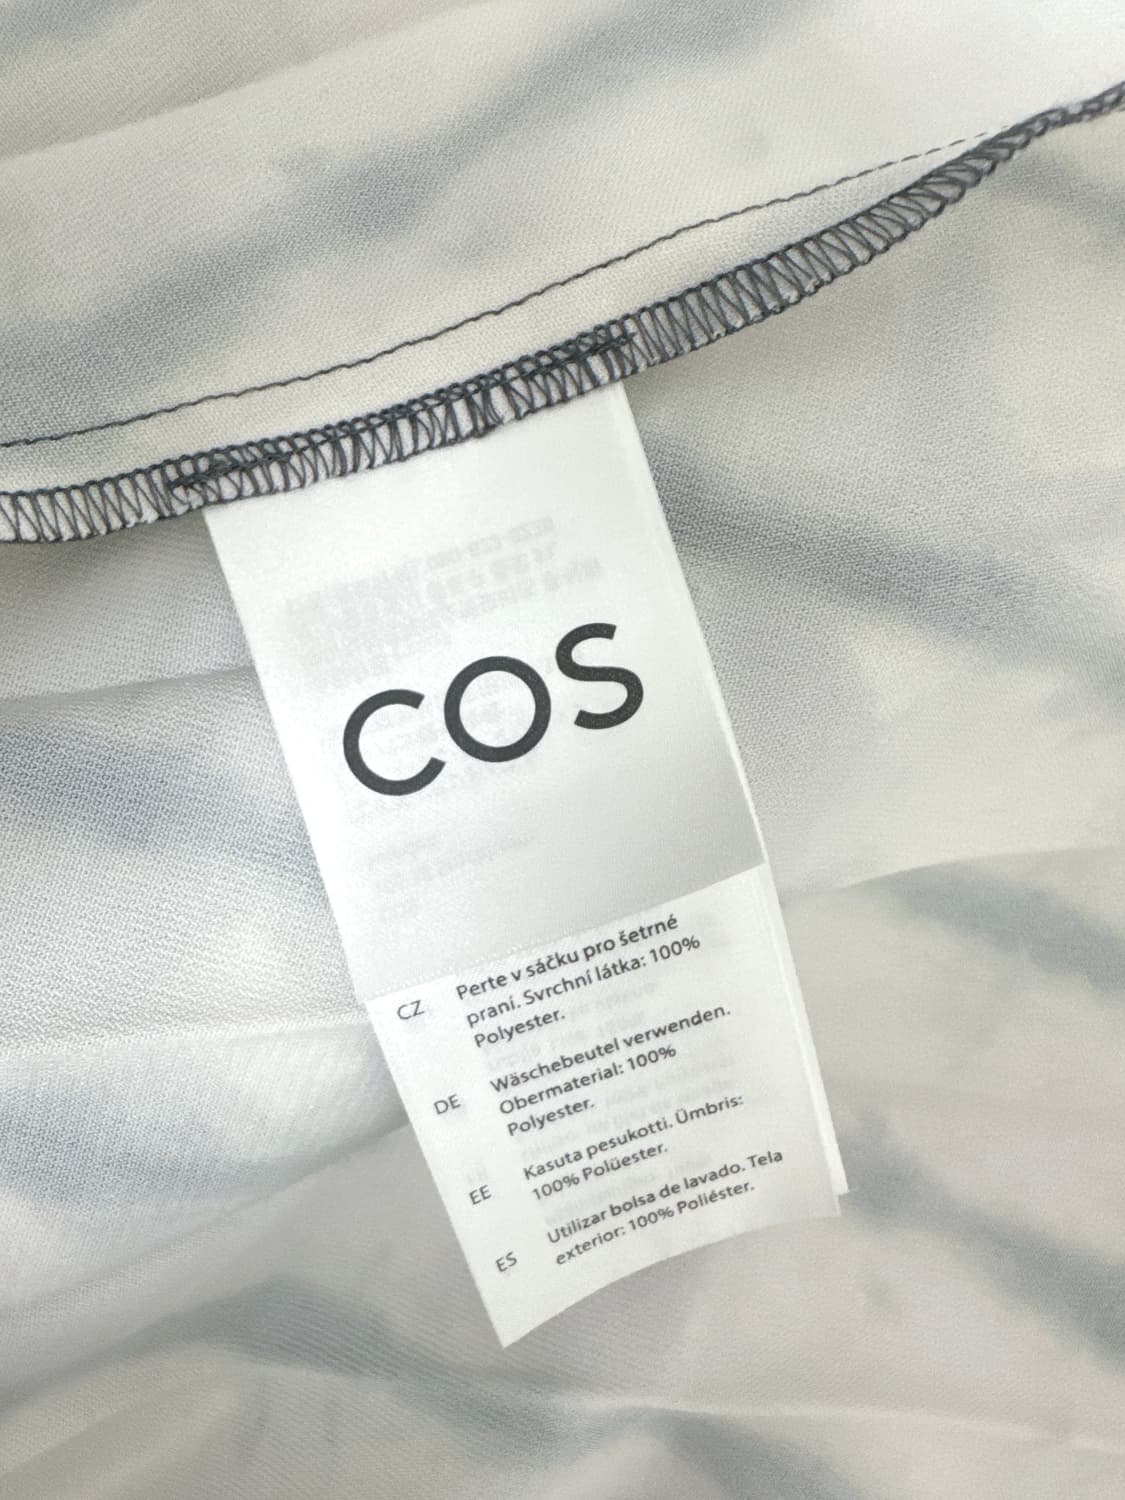 COS
CZ Perte v sáčku pro šetrné
praní. Svrchní látka: 100%
Polyester.
DE Wäschebeutel verwenden.
Obermaterial: 100%
Polyester.
EE Kasuta pesukotti. Ümbris:
100% Polüester.
ES Utilizar bolsa de lavado. Tela
exterior: 100% Poliéster.